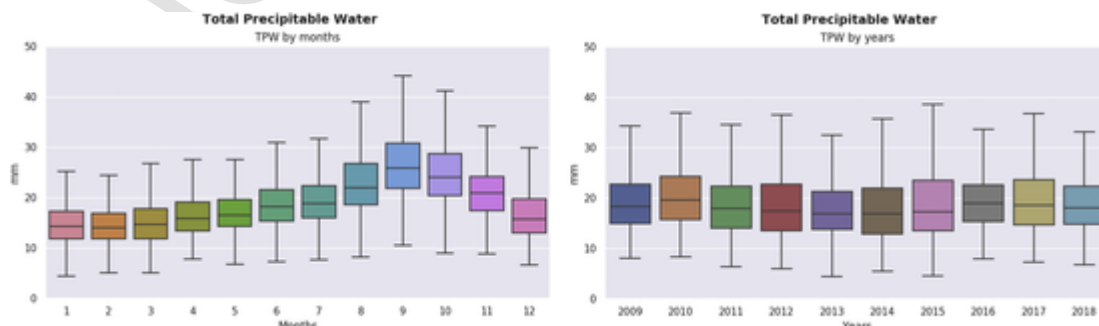 Total Precipitable Water
TPW by months
50
40
30
20
10
0
mm
1 2 3 4 5 6 7 8 9 10 11 12
Months
Total Precipitable Water
TPW by years
50
40
30
20
10
0
mm
2009 2010 2011 2012 2013 2014 2015 2016 2017 2018
Years